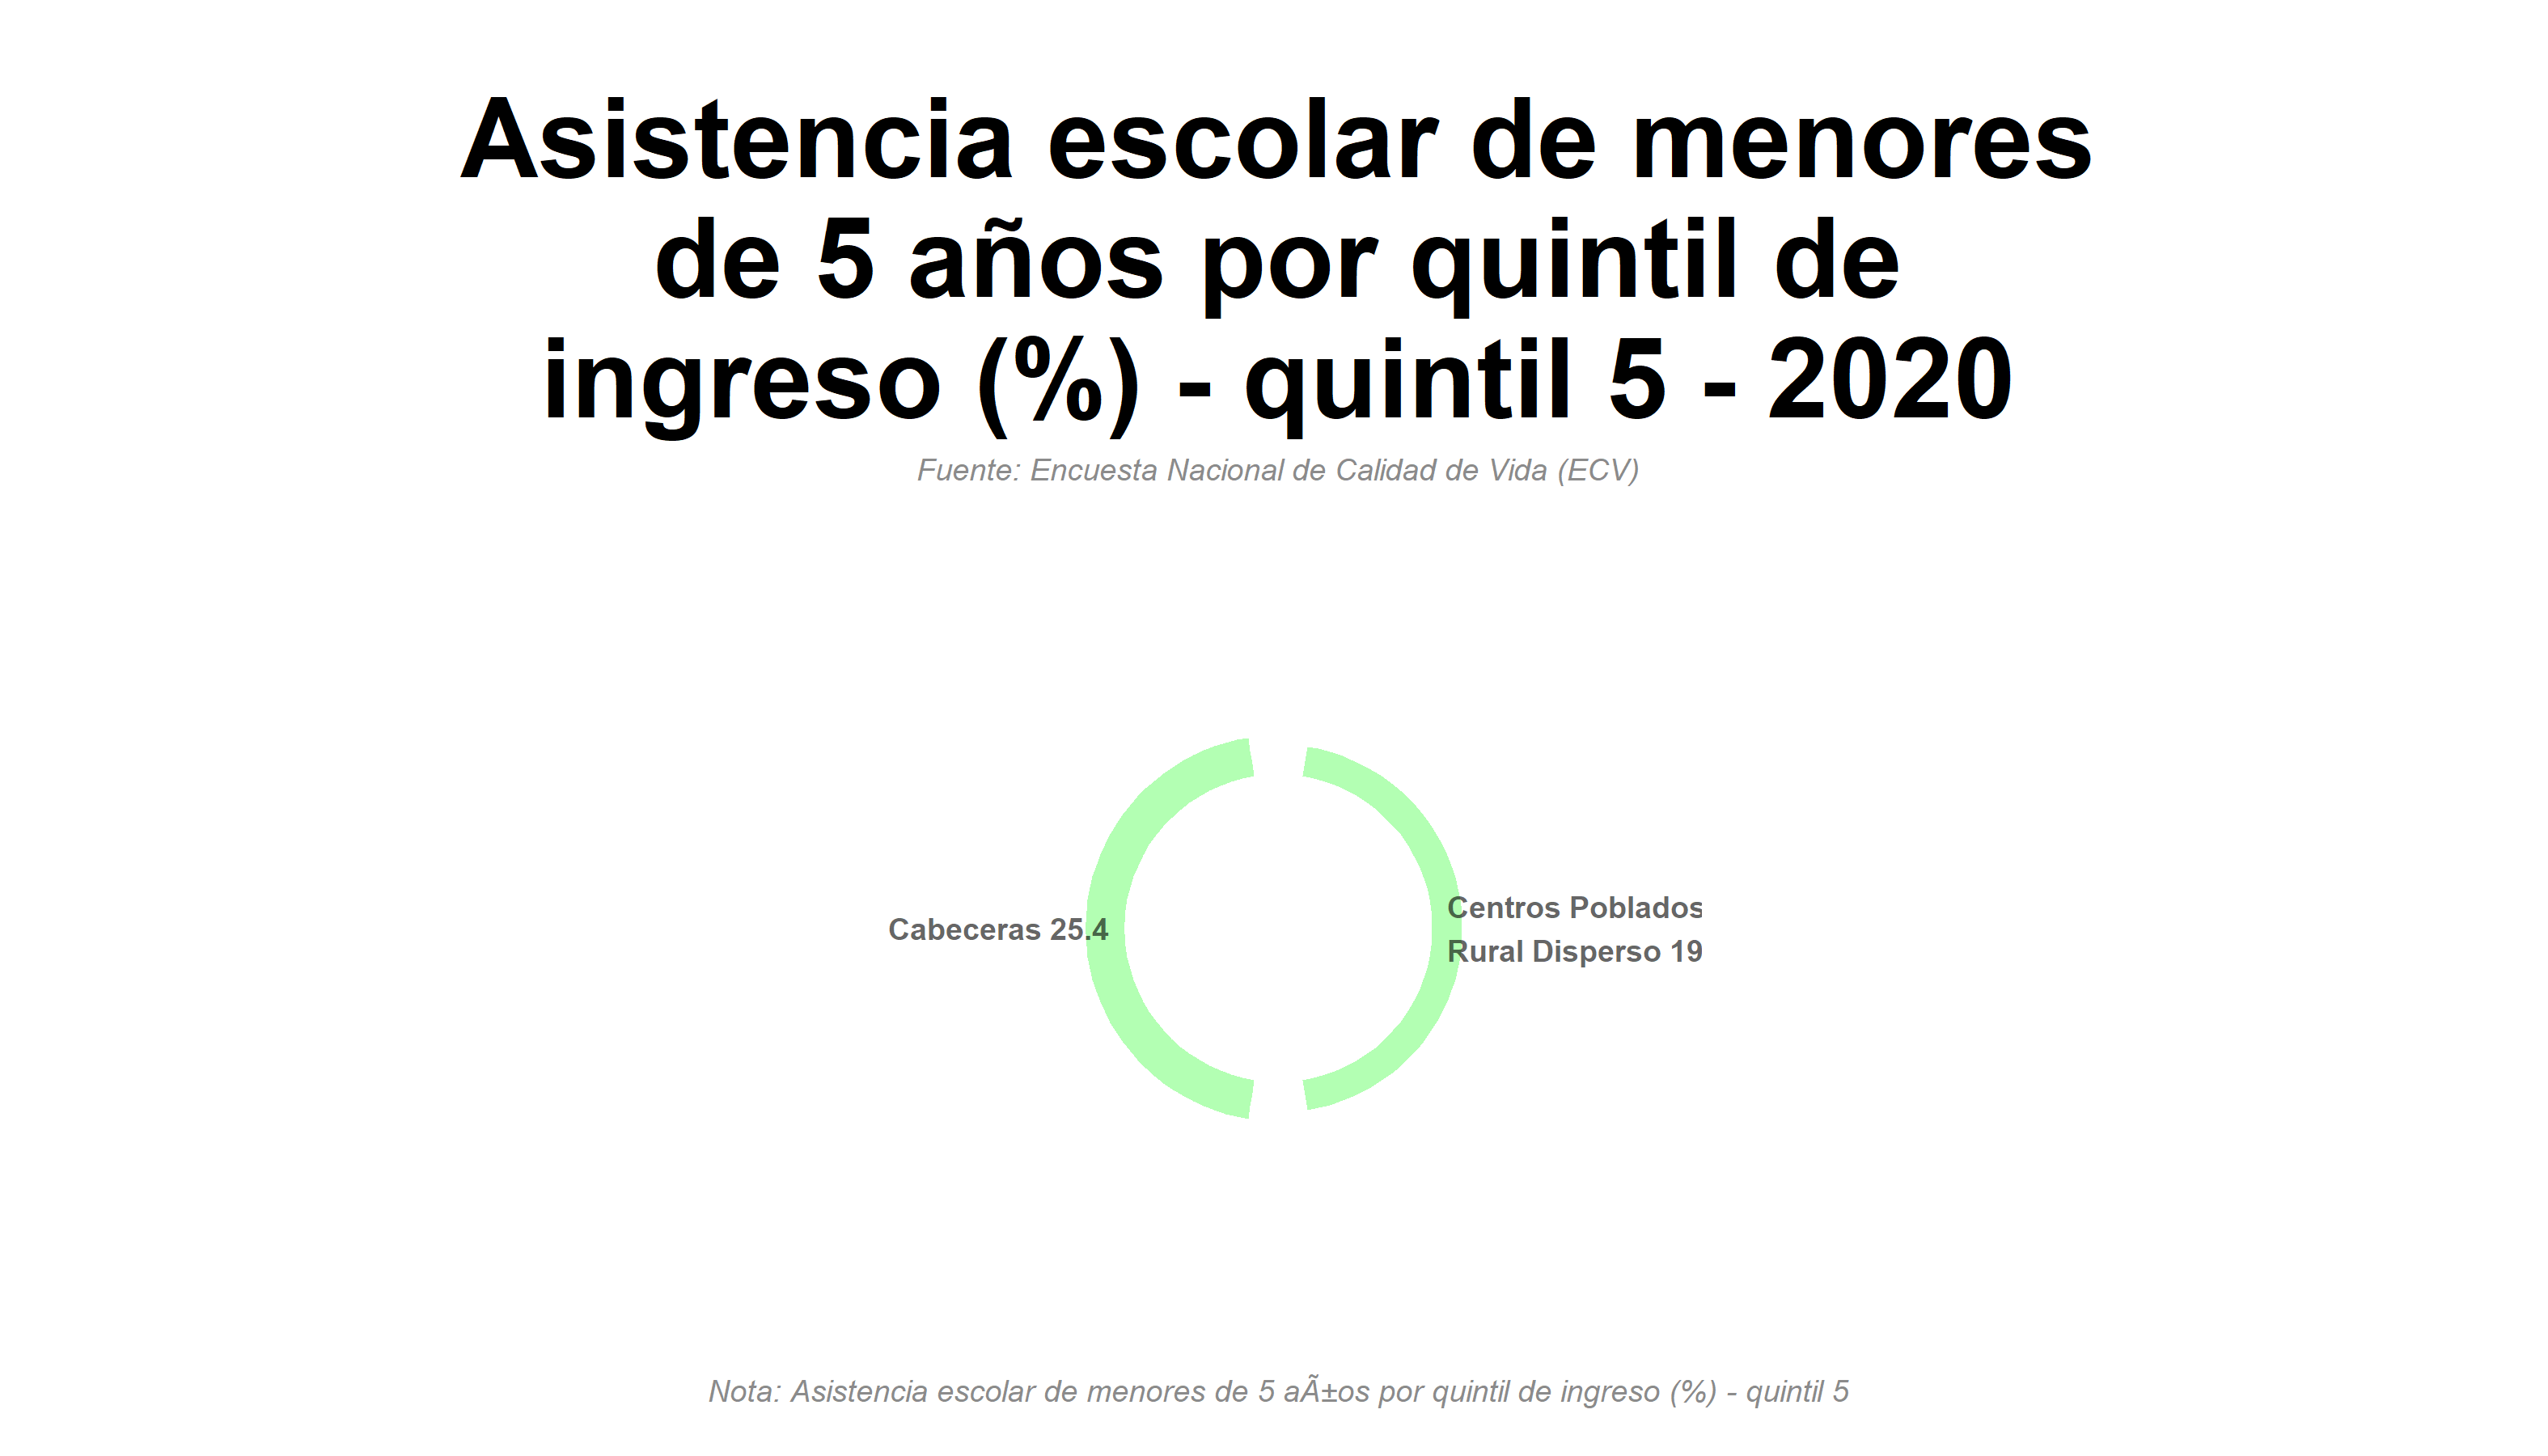 Asistencia escolar de menores
de 5 años por quintil de
ingreso (%) - quintil 5 - 2020
Fuente: Encuesta Nacional de Calidad de Vida (ECV)
Cabeceras 25.4
Centros Poblados
Rural Disperso 19
Nota: Asistencia escolar de menores de 5 aÃ±os por quintil de ingreso (%) - quintil 5